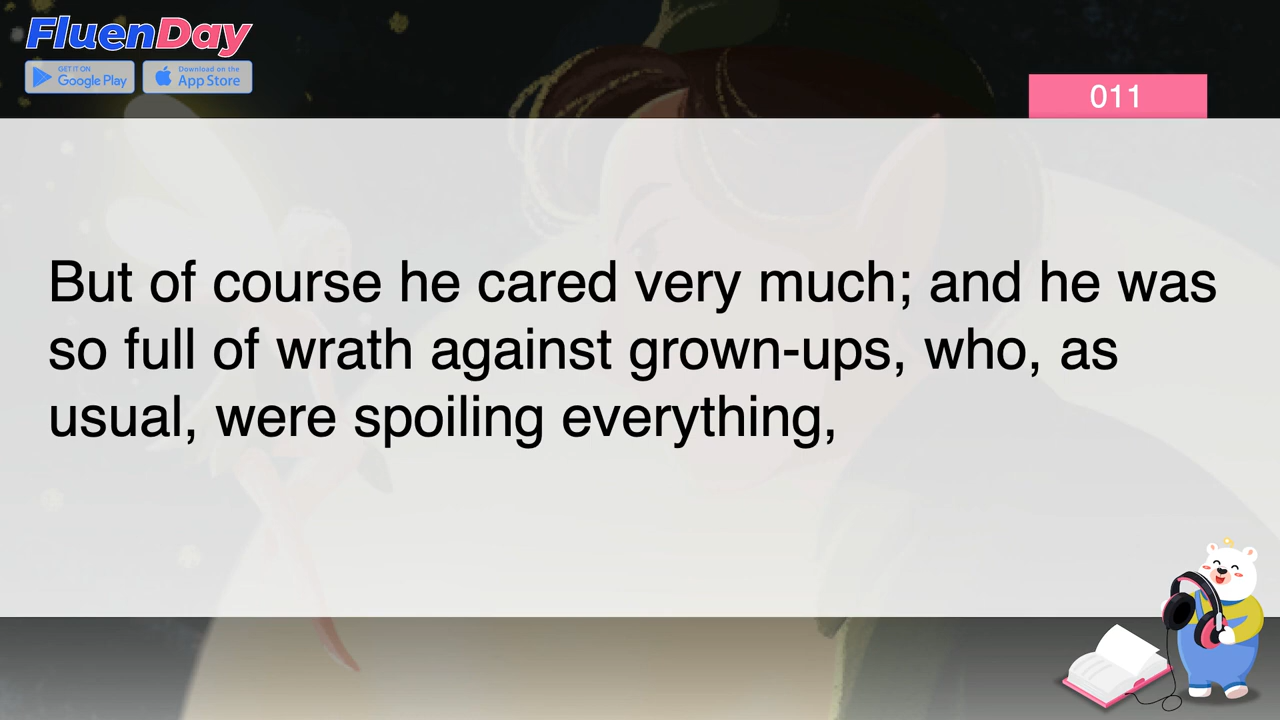 FluenDay
GET IT ON
Google Play
Download on the
App Store
011
But of course he cared very much; and he was
so full of wrath against grown-ups, who, as
usual, were spoiling everything,